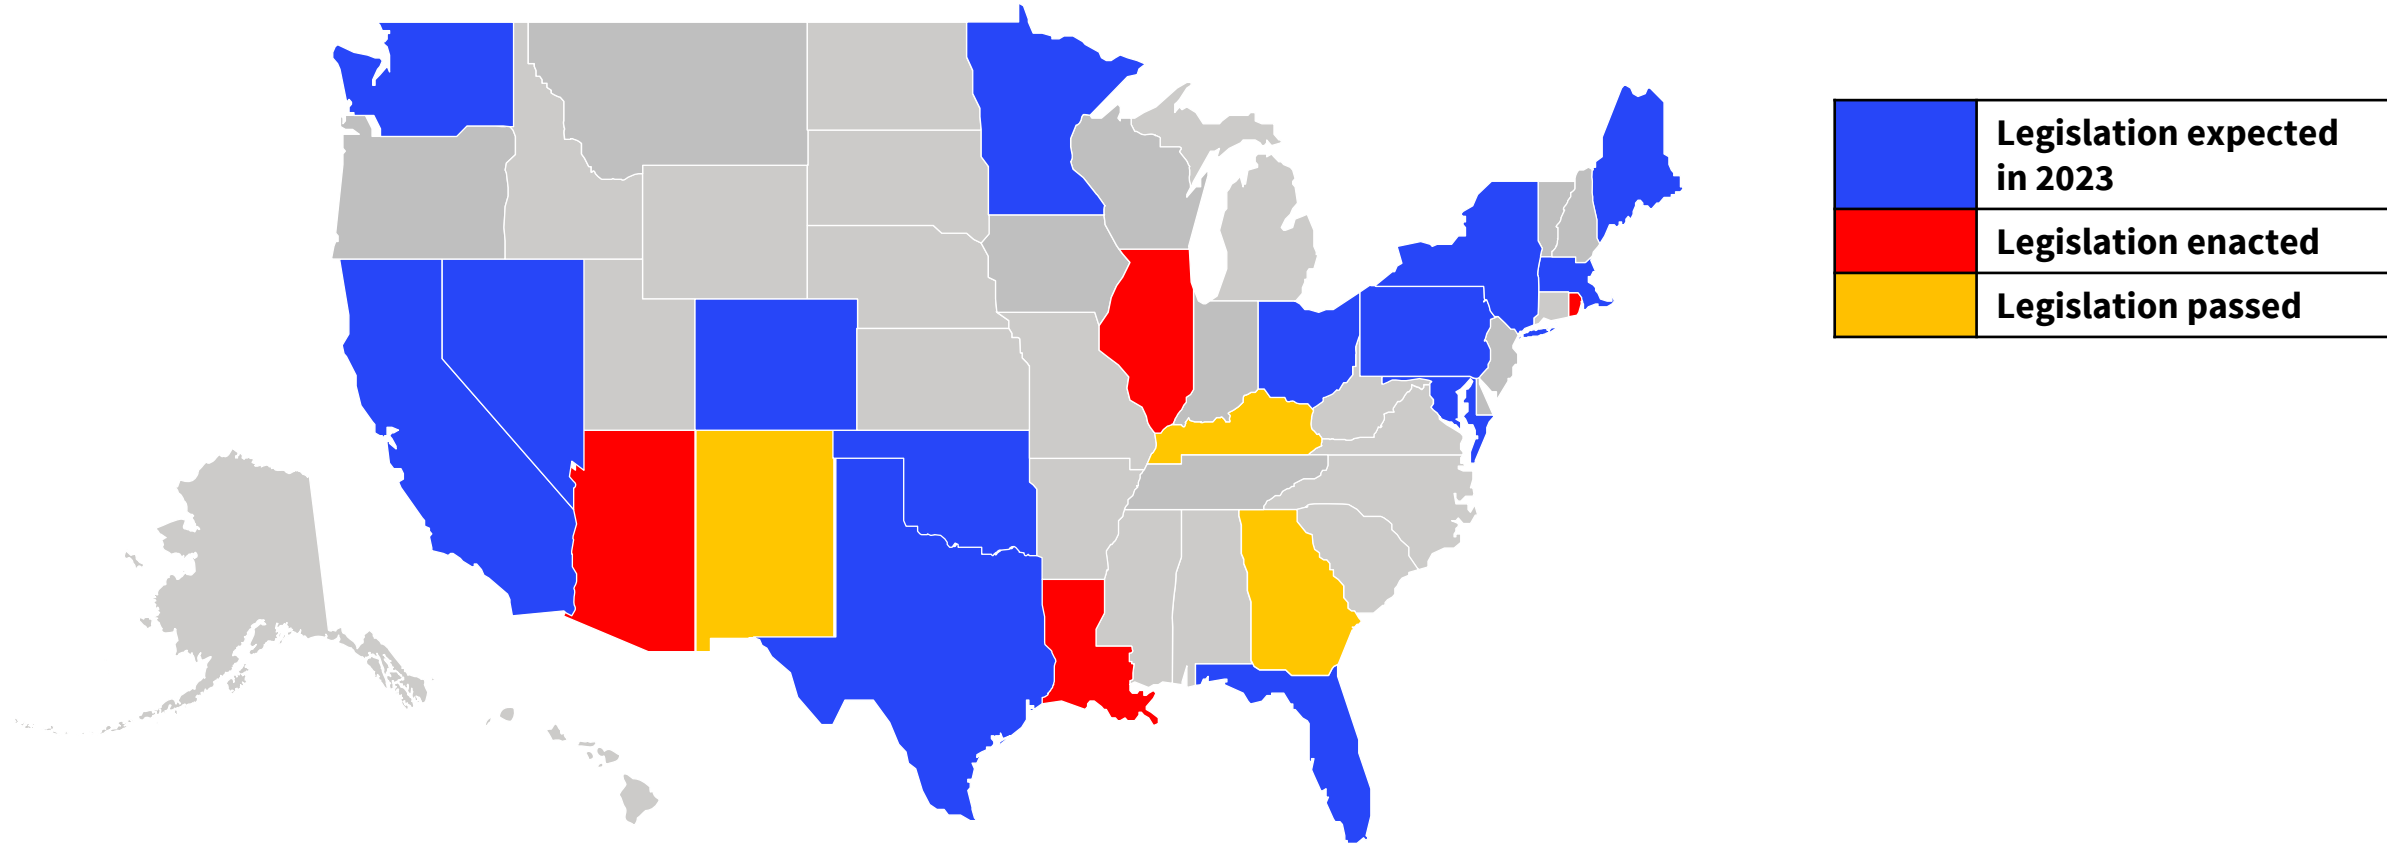 Legislation expected
in 2023
Legislation enacted
Legislation passed